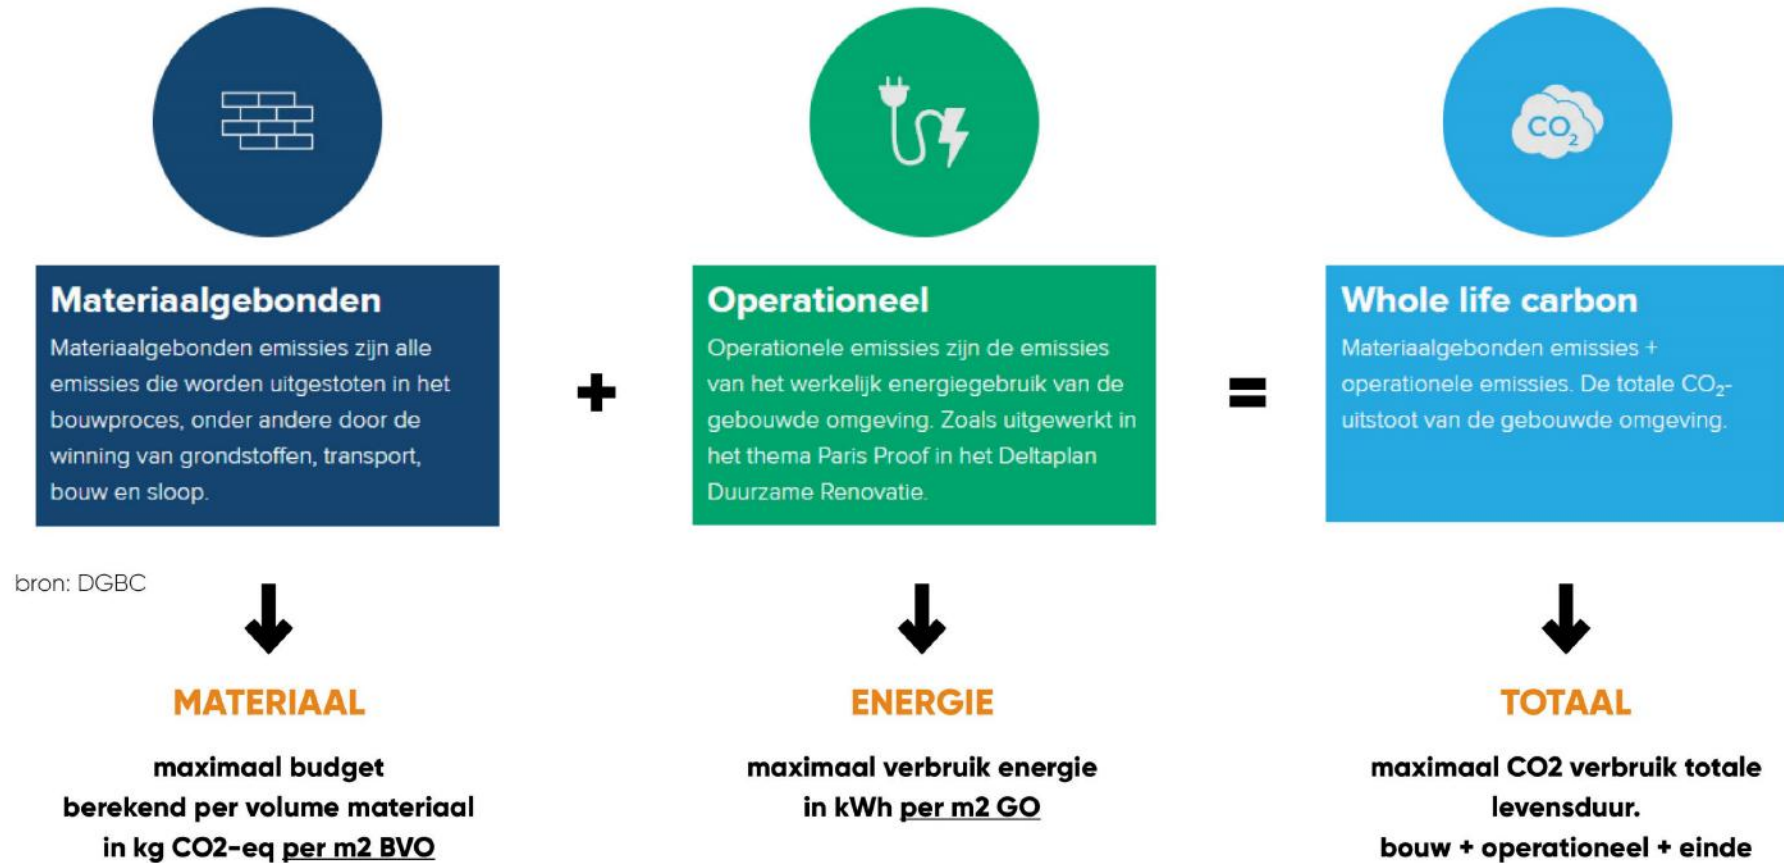 CO₂
Materiaalgebonden
Materiaalgebonden emissies zijn alle
emissies die worden uitgestoten in het
bouwproces, onder andere door de
winning van grondstoffen, transport,
bouw en sloop.
+
Operationeel
Operationele emissies zijn de emissies
van het werkelijk energiegebruik van de
gebouwde omgeving. Zoals uitgewerkt in
het thema Paris Proof in het Deltaplan
Duurzame Renovatie.
=
Whole life carbon
Materiaalgebonden emissies +
operationele emissies. De totale CO₂-
uitstoot van de gebouwde omgeving.
bron: DGBC
MATERIAAL
maximaal budget
berekend per volume materiaal
in kg CO2-eq per m2 BVO
ENERGIE
maximaal verbruik energie
in kWh per m2 GO
TOTAAL
maximaal CO2 verbruik totale
levensduur.
bouw + operationeel + einde